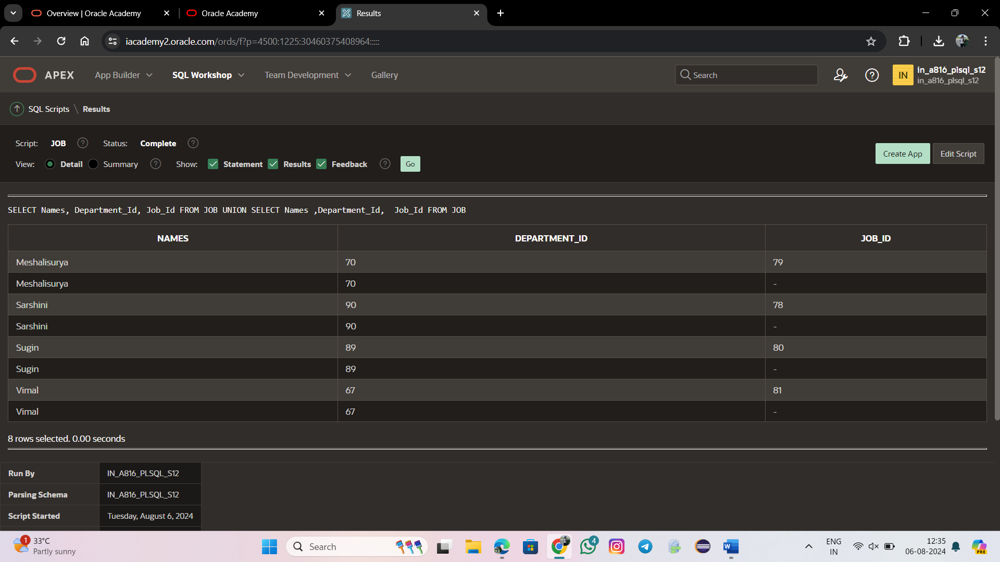 Overview | Oracle Academy
Oracle Academy
Results
iacademy2.oracle.com/ords/f?p=4500:1225:30460375408964:::::
APEX App Builder SQL Workshop Team Development Gallery Search IN in_a816_plsql_s12
in_a816_plsql_s12
SQL Scripts \ Results
Script: JOB Status: Complete
Create App Edit Script
View: Detail Summary Show: Statement Results Feedback Go
SELECT Names, Department_Id, Job_Id FROM JOB UNION SELECT Names ,Department_Id,  Job_Id FROM JOB
NAMES DEPARTMENT_ID JOB_ID
Meshalisurya 70 79
Meshalisurya 70 -
Sarshini 90 78
Sarshini 90 -
Sugin 89 80
Sugin 89 -
Vimal 67 81
Vimal 67 -
8 rows selected. 0.00 seconds
Run By IN_A816_PLSQL_S12
Parsing Schema IN_A816_PLSQL_S12
Script Started Tuesday, August 6, 2024
1 33°C
Partly sunny
Search
4
ENG
IN
12:35
06-08-2024
PRE